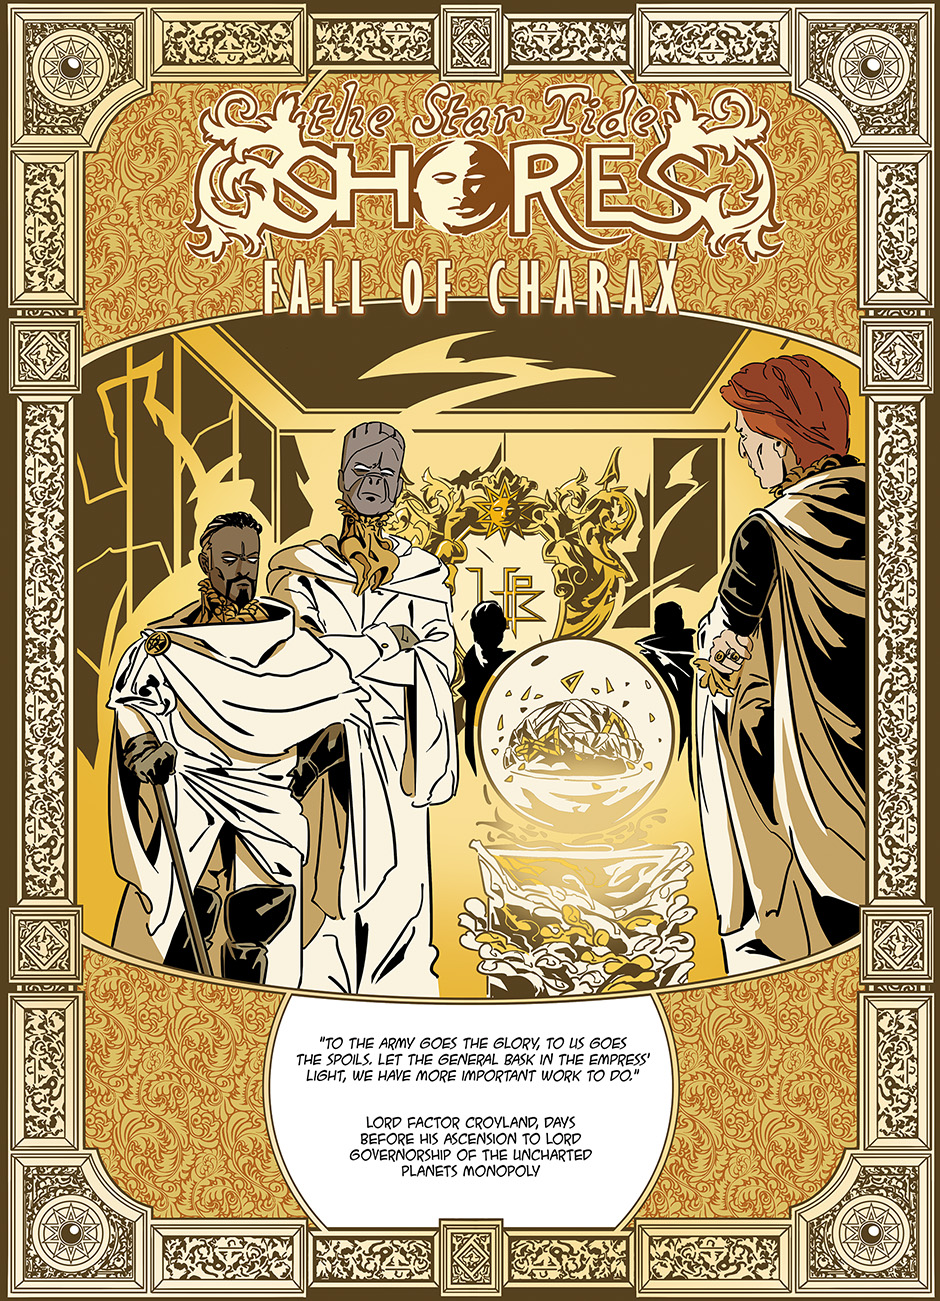 the Star Tide
SHORES
FALL OF CHARAX
"TO THE ARMY GOES THE GLORY, TO US GOES
THE SPOILS. LET THE GENERAL BASK IN THE EMPRESS'
LIGHT, WE HAVE MORE IMPORTANT WORK TO DO."
LORD FACTOR CROYLAND, DAYS
BEFORE HIS ASCENSION TO LORD
GOVERNORSHIP OF THE UNCHARTED
PLANETS MONOPOLY